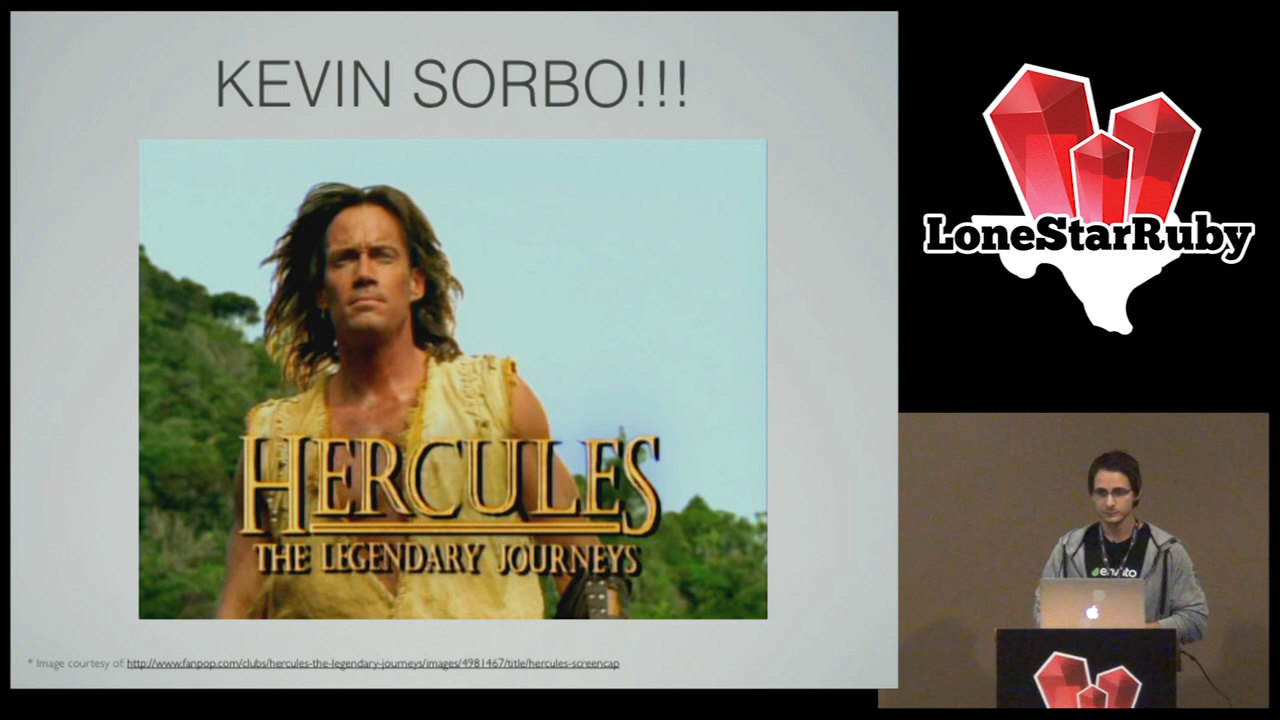 KEVIN SORBO!!!
HERCULES
THE LEGENDARY JOURNEYS
* Image courtesy of: http://www.fanpop.com/clubs/hercules-the-legendary-journeys/images/4981467/title/hercules-screencap
LoneStarRuby
envato